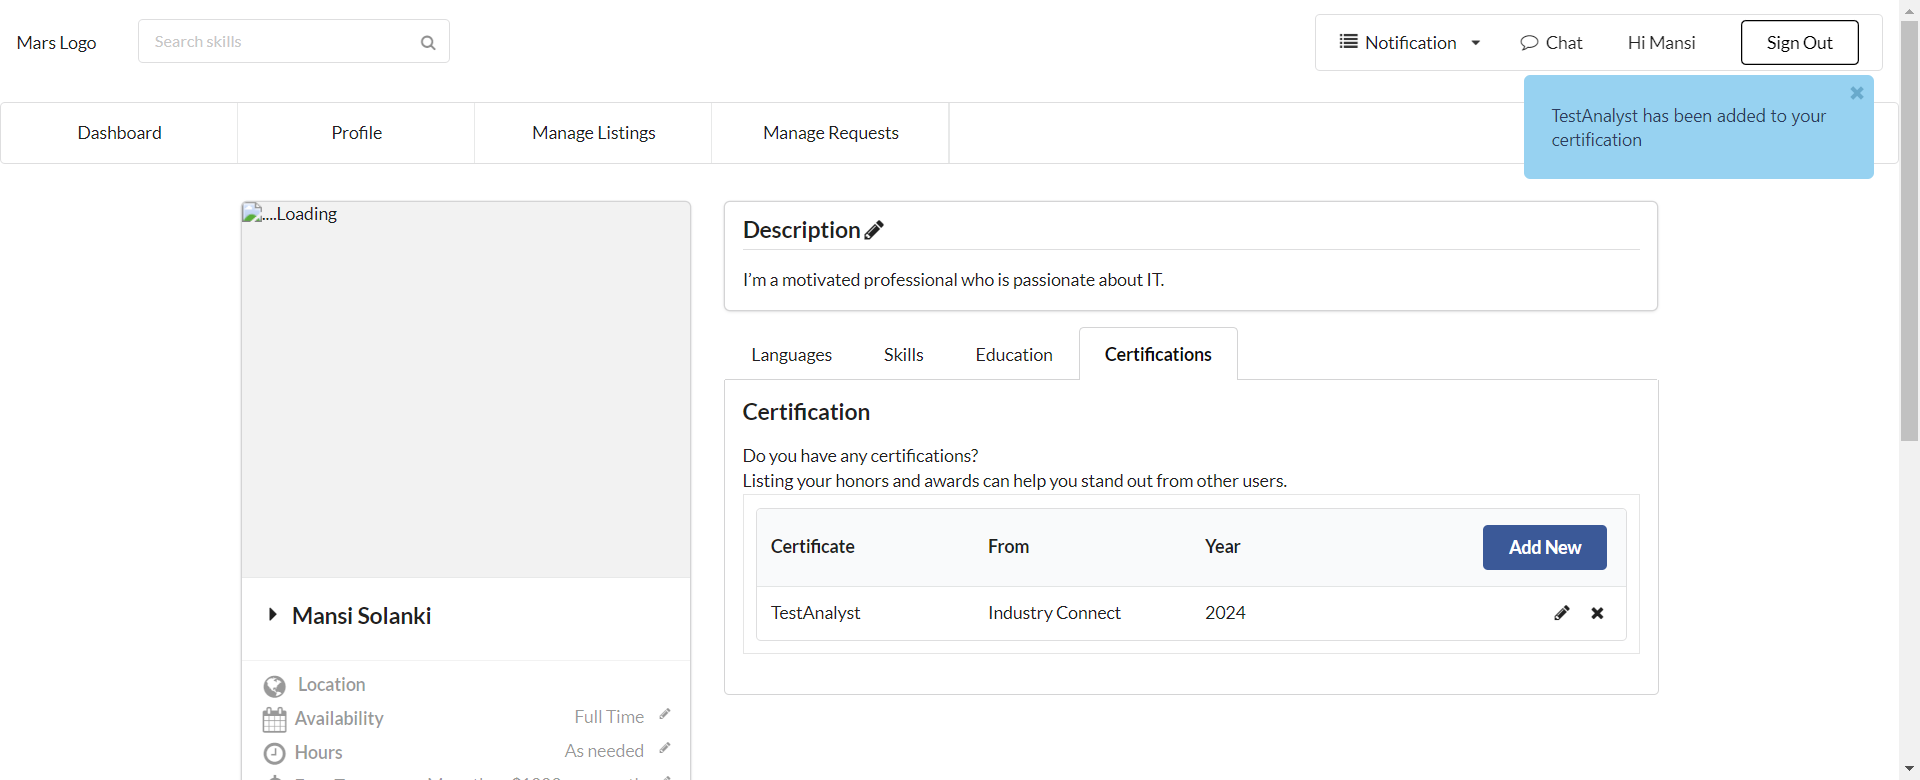 Mars Logo
Search skills
Notification
Chat
Hi Mansi
Sign Out
Dashboard
Profile
Manage Listings
Manage Requests
TestAnalyst has been added to your
certification
....Loading
Description
I'm a motivated professional who is passionate about IT.
Languages
Skills
Education
Certifications
Certification
Do you have any certifications?
Listing your honors and awards can help you stand out from other users.
Certificate From Year Add New
TestAnalyst Industry Connect 2024
Mansi Solanki
Location
Availability Full Time
Hours As needed